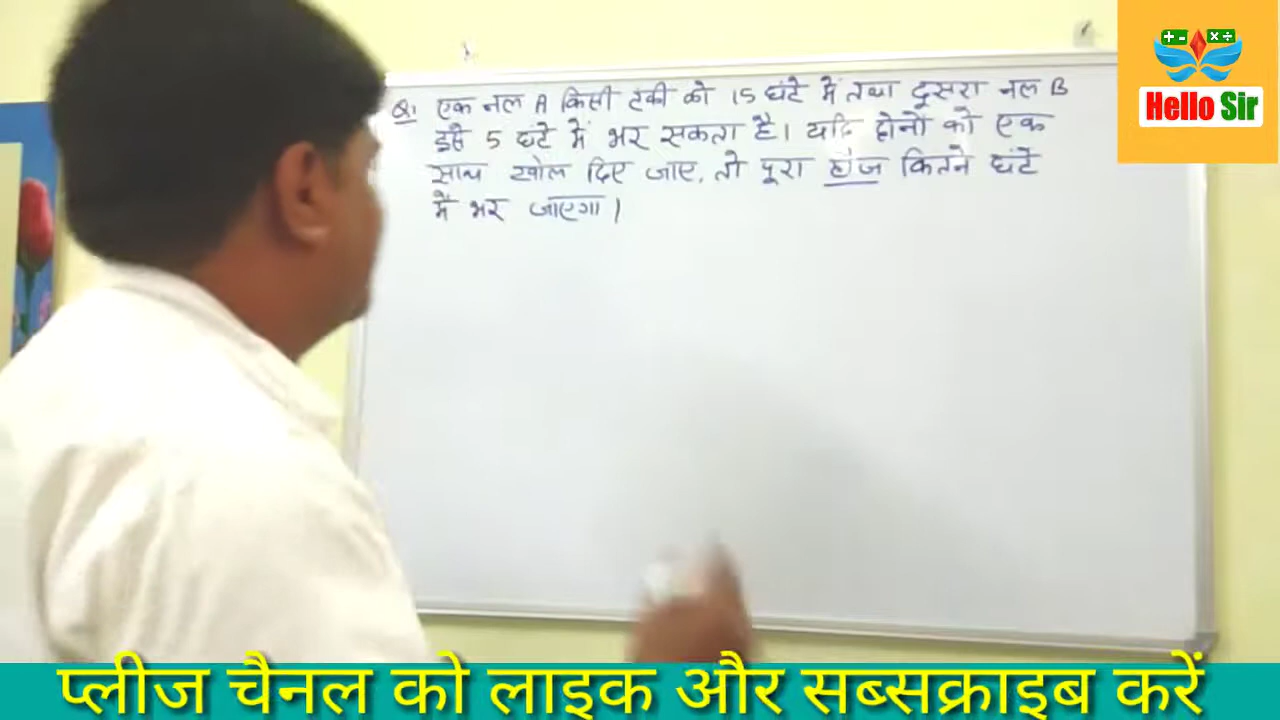 Q. एक नल A किसी टंकी को 15 घंटे में तथा दूसरा नल B
इसे 5 घंटे में भर सकता है। यदि दोनों को एक
साथ खोल दिए जाए, तो पूरा हौज कितने घंटे
में भर जाएगा।
+ - × ÷
Hello Sir
प्लीज चैनल को लाइक और सब्सक्राइब करें